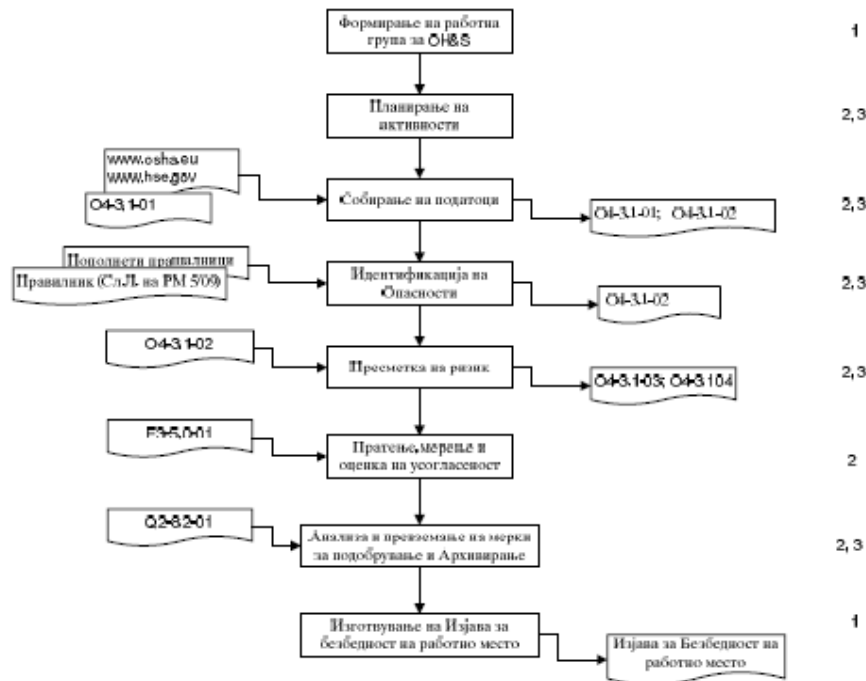 Формирање на работна
група за OH&S
1
Планирање на
активности
2,3
www.osha.eu
www.hse.gov
O4-3.1-01
Собирање на податоци
O4-3.1-01; O4-3.1-02
2,3
Пополнети прашалници
Правилник (Сл.Л. на РМ 5/09)
Идентификација на
Опасности
O4-3.1-02
2,3
O4-3.1-02
Пресметка на ризик
O4-3.1-03; O4-3.104
2,3
Пратење, мерење и
оценка на усогласеност
2
Q2-8.2-01
Анализа и превземање на мерки
за подобрување и Архивирање
2,3
Изготвување на Изјава за
безбедност на работно место
Изјава за Безбедност на
работно место
1